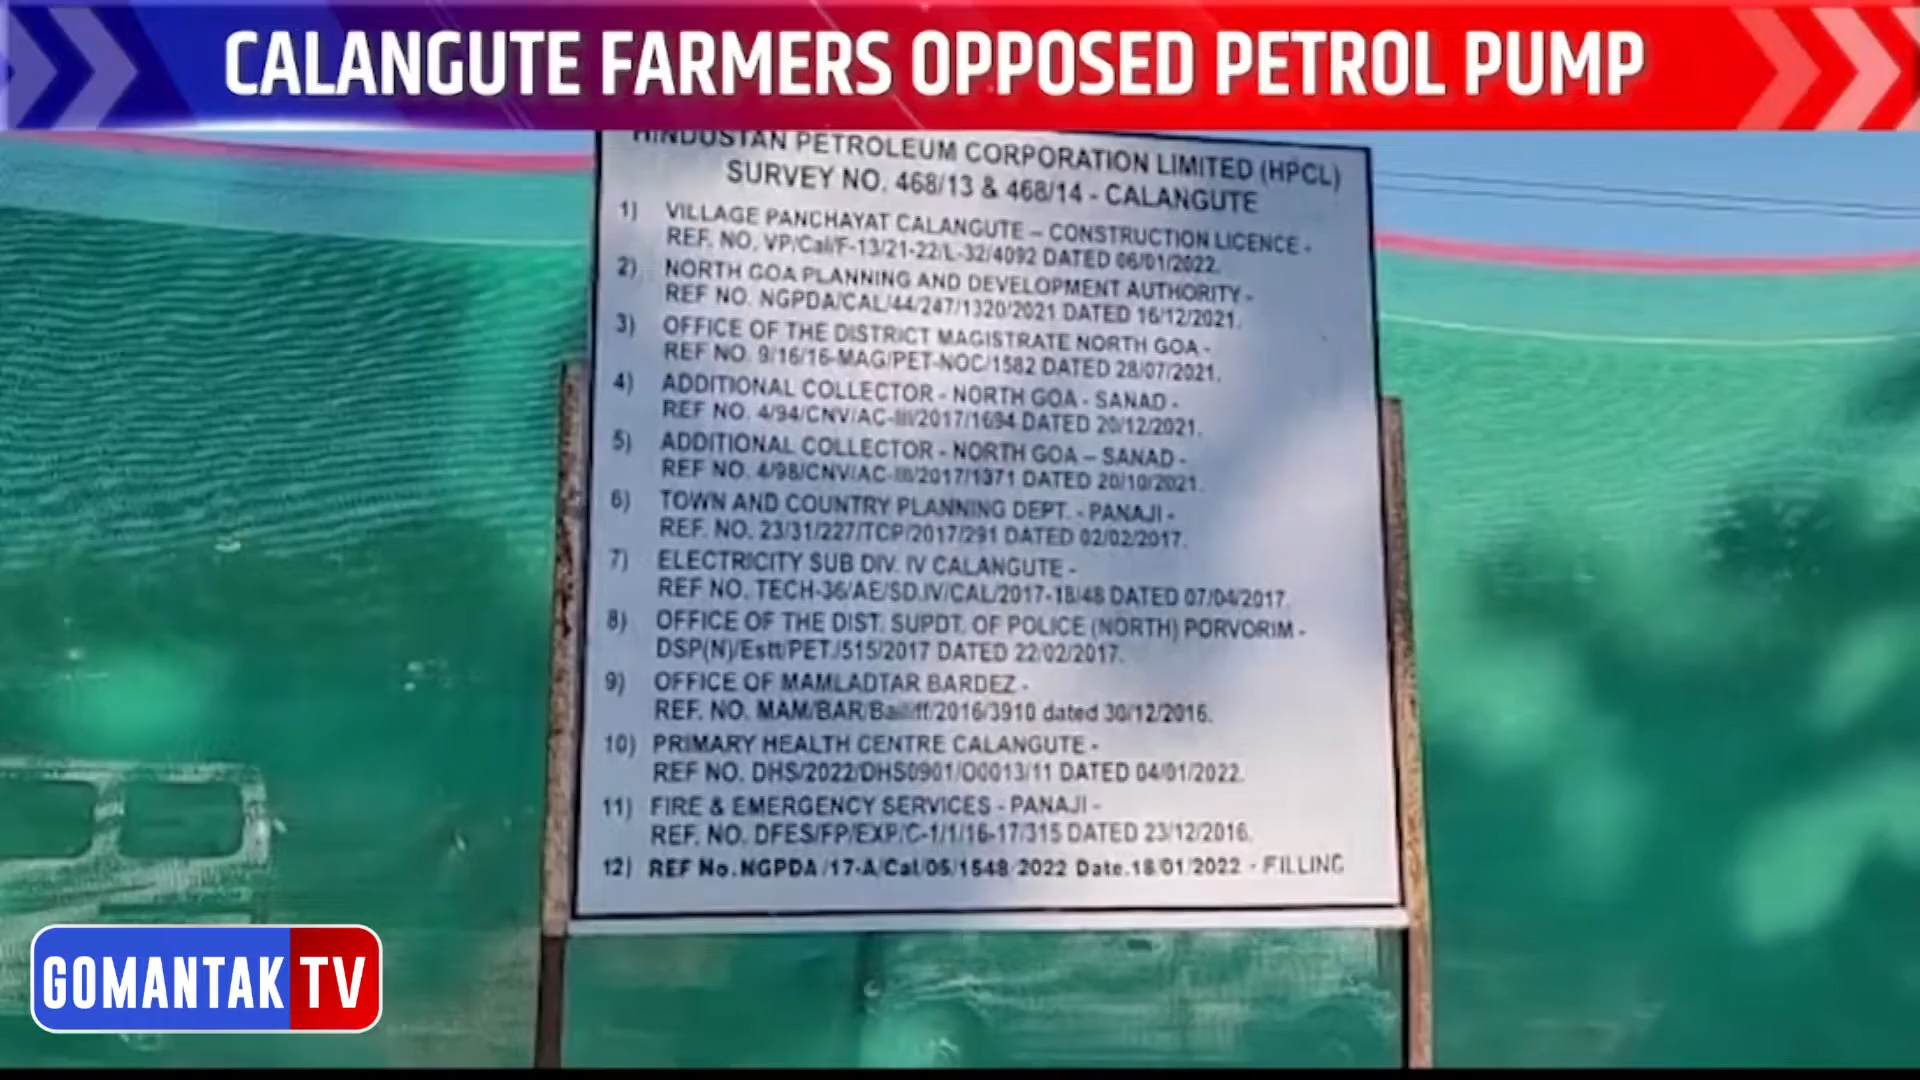 CALANGUTE FARMERS OPPOSED PETROL PUMP
HINDUSTAN PETROLEUM CORPORATION LIMITED (HPCL)
SURVEY NO. 468/13 & 468/14 - CALANGUTE
1) VILLAGE PANCHAYAT CALANGUTE – CONSTRUCTION LICENCE -
REF. NO. VP/Cal/F-13/21-22/L-32/4092 DATED 06/01/2022.
2) NORTH GOA PLANNING AND DEVELOPMENT AUTHORITY -
REF NO. NGPDA/CAL/44/247/1320/2021 DATED 16/12/2021.
3) OFFICE OF THE DISTRICT MAGISTRATE NORTH GOA -
REF NO. 9/16/16-MAG/PET-NOC/1582 DATED 28/07/2021.
4) ADDITIONAL COLLECTOR - NORTH GOA - SANAD -
REF NO. 4/94/CNV/AC-III/2017/1694 DATED 20/12/2021.
5) ADDITIONAL COLLECTOR - NORTH GOA – SANAD -
REF NO. 4/98/CNV/AC-III/2017/1371 DATED 20/10/2021.
6) TOWN AND COUNTRY PLANNING DEPT. - PANAJI -
REF. NO. 23/31/227/TCP/2017/291 DATED 02/02/2017.
7) ELECTRICITY SUB DIV. IV CALANGUTE -
REF NO. TECH-36/AE/SD.IV/CAL/2017-18/48 DATED 07/04/2017.
8) OFFICE OF THE DIST. SUPDT. OF POLICE (NORTH) PORVORIM -
DSP(N)/Estt/PET./515/2017 DATED 22/02/2017.
9) OFFICE OF MAMLADTAR BARDEZ -
REF. NO. MAM/BAR/Bailiff/2016/3910 dated 30/12/2016.
10) PRIMARY HEALTH CENTRE CALANGUTE -
REF NO. DHS/2022/DHS0901/O0013/11 DATED 04/01/2022.
11) FIRE & EMERGENCY SERVICES - PANAJI -
REF. NO. DFES/FP/EXP/C-1/1/16-17/315 DATED 23/12/2016.
12) REF No.NGPDA/17-A/Cal/05/1548/2022 Date.18/01/2022 - FILLING
GOMANTAK TV